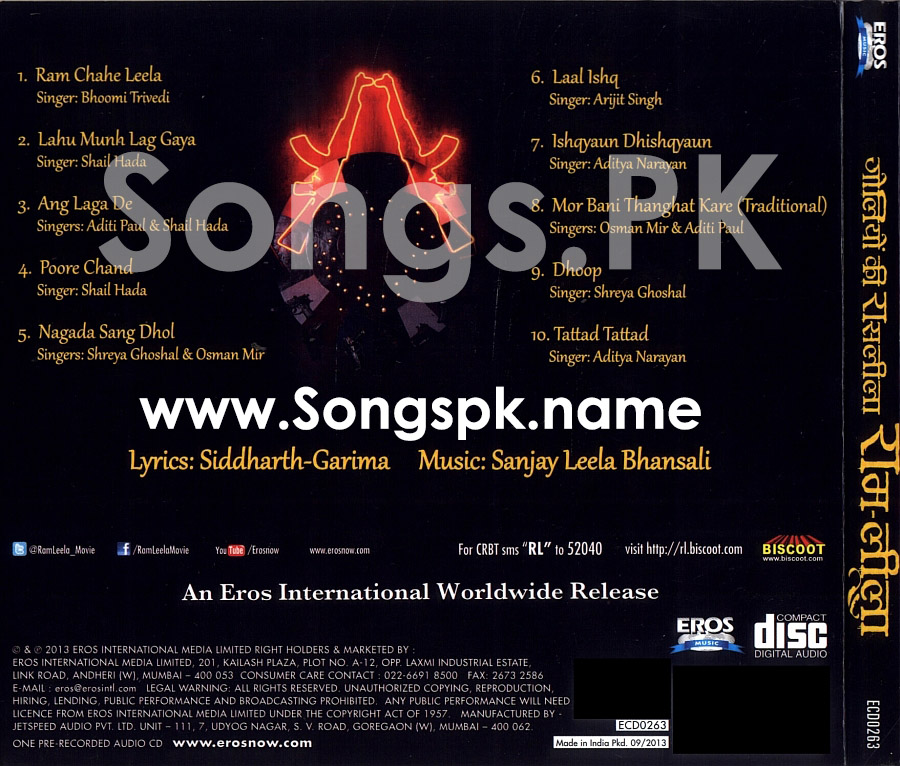 1. Ram Chahe Leela
Singer: Bhoomi Trivedi
2. Lahu Munh Lag Gaya
Singer: Shail Hada
3. Ang Laga De
Singers: Aditi Paul & Shail Hada
4. Poore Chand
Singer: Shail Hada
5. Nagada Sang Dhol
Singers: Shreya Ghoshal & Osman Mir
6. Laal Ishq
Singer: Arijit Singh
7. Ishqyaun Dhishqyaun
Singer: Aditya Narayan
8. Mor Bani Thanghat Kare (Traditional)
Singers: Osman Mir & Aditi Paul
9. Dhoop
Singer: Shreya Ghoshal
10. Tattad Tattad
Singer: Aditya Narayan
Songs.PK
www.Songspk.name
Lyrics: Siddharth-Garima Music: Sanjay Leela Bhansali
@RamLeela_Movie /RamLeelaMovie YouTube /Erosnow www.erosnow.com For CRBT sms "RL" to 52040 visit http://rl.biscoot.com BISCOOT
www.biscoot.com
An Eros International Worldwide Release
EROS
MUSIC
COMPACT
disc
DIGITAL AUDIO
© & ℗ 2013 EROS INTERNATIONAL MEDIA LIMITED RIGHT HOLDERS & MARKETED BY :
EROS INTERNATIONAL MEDIA LIMITED, 201, KAILASH PLAZA, PLOT NO. A-12, OPP. LAXMI INDUSTRIAL ESTATE,
LINK ROAD, ANDHERI (W), MUMBAI – 400 053 CONSUMER CARE CONTACT : 022-6691 8500 FAX: 2673 2586
E-MAIL : eros@erosintl.com LEGAL WARNING: ALL RIGHTS RESERVED. UNAUTHORIZED COPYING, REPRODUCTION,
HIRING, LENDING, PUBLIC PERFORMANCE AND BROADCASTING PROHIBITED. ANY PUBLIC PERFORMANCE WILL NEED
LICENCE FROM EROS INTERNATIONAL MEDIA LIMITED UNDER THE COPYRIGHT ACT OF 1957. MANUFACTURED BY -
JETSPEED AUDIO PVT. LTD. UNIT – 111, 7, UDYOG NAGAR, S. V. ROAD, GOREGAON (W), MUMBAI – 400 062.
ONE PRE-RECORDED AUDIO CD www.erosnow.com
ECD0263
Made in India Pkd. 09/2013
EROS
MUSIC
गोलियों की रासलीला
राम-लीला
ECD0263